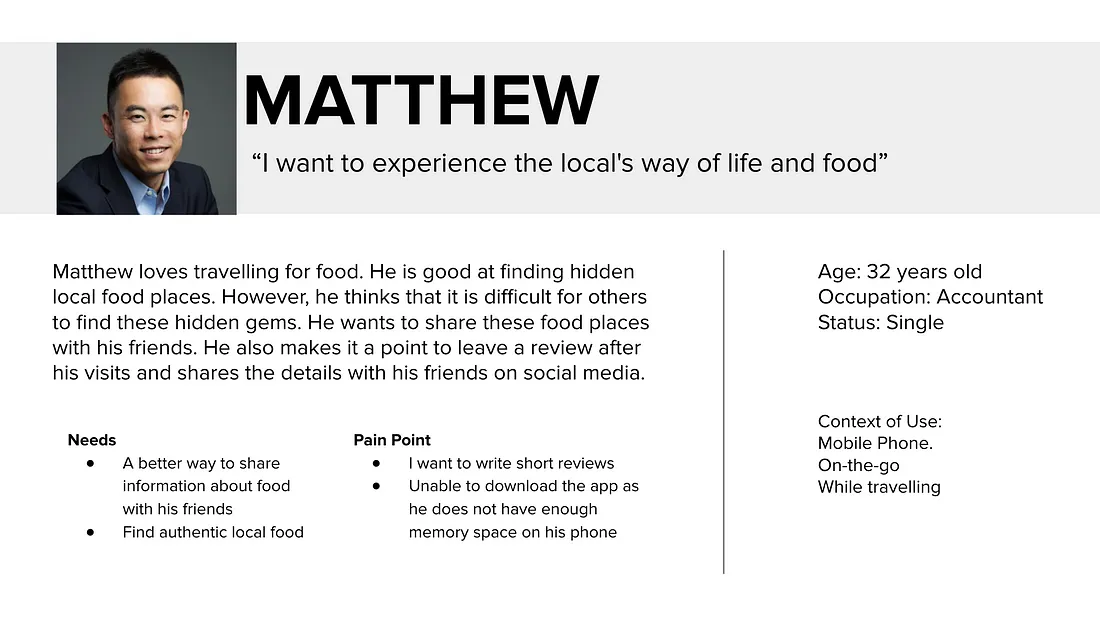 MATTHEW
“I want to experience the local's way of life and food”
Matthew loves travelling for food. He is good at finding hidden
local food places. However, he thinks that it is difficult for others
to find these hidden gems. He wants to share these food places
with his friends. He also makes it a point to leave a review after
his visits and shares the details with his friends on social media.
Needs
● A better way to share
information about food
with his friends
● Find authentic local food
Pain Point
● I want to write short reviews
● Unable to download the app as
he does not have enough
memory space on his phone
Age: 32 years old
Occupation: Accountant
Status: Single
Context of Use:
Mobile Phone.
On-the-go
While travelling